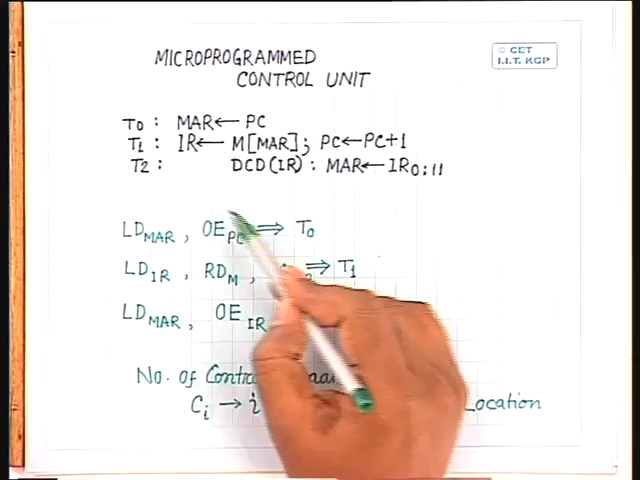 MICROPROGRAMMED
© CET
I.I.T. KGP
CONTROL UNIT
T0 : MAR ← PC
T1 : IR ← M[MAR]; PC ← PC+1
T2 : DCD(IR) : MAR ← IR0:11
LDMAR , OEPC ⇒ T0
LDIR , RDM , ⇒ T1
LDMAR , OEIR
No. of
Ci → i Location